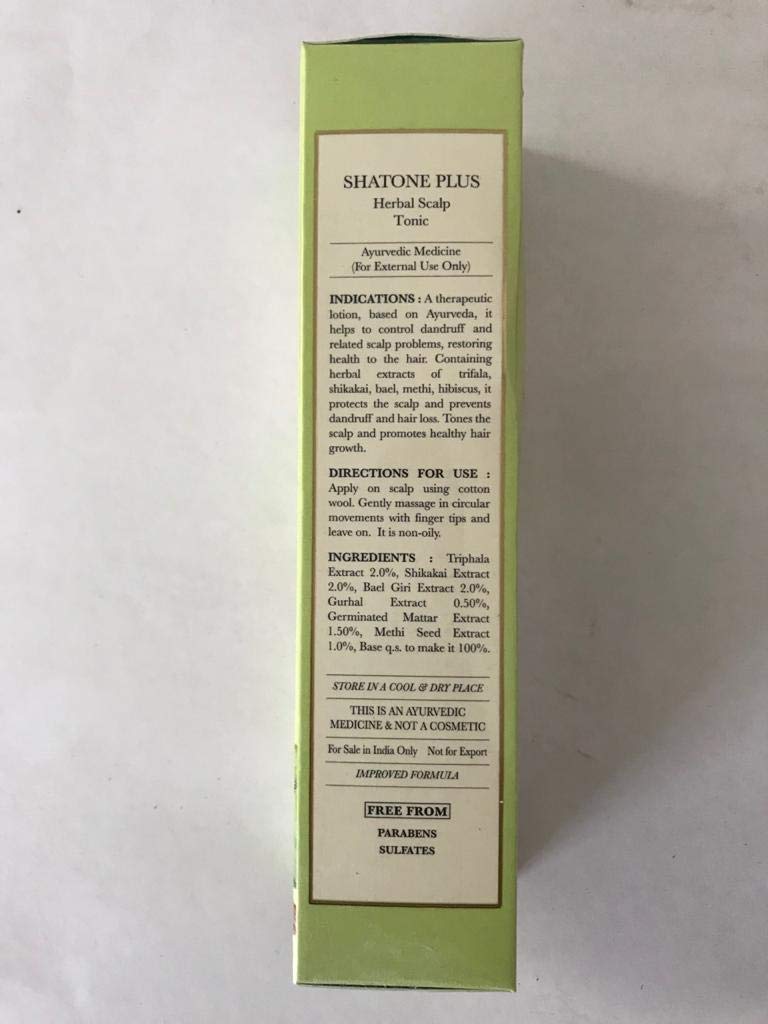 SHATONE PLUS
Herbal Scalp
Tonic
Ayurvedic Medicine
(For External Use Only)
INDICATIONS : A therapeutic
lotion, based on Ayurveda, it
helps to control dandruff and
related scalp problems, restoring
health to the hair. Containing
herbal extracts of trifala,
shikakai, bael, methi, hibiscus, it
protects the scalp and prevents
dandruff and hair loss. Tones the
scalp and promotes healthy hair
growth.
DIRECTIONS FOR USE :
Apply on scalp using cotton
wool. Gently massage in circular
movements with finger tips and
leave on. It is non-oily.
INGREDIENTS : Triphala
Extract 2.0%, Shikakai Extract
2.0%, Bael Giri Extract 2.0%,
Gurhal Extract 0.50%,
Germinated Mattar Extract
1.50%, Methi Seed Extract
1.0%, Base q.s. to make it 100%.
STORE IN A COOL & DRY PLACE
THIS IS AN AYURVEDIC
MEDICINE & NOT A COSMETIC
For Sale in India Only Not for Export
IMPROVED FORMULA
FREE FROM
PARABENS
SULFATES